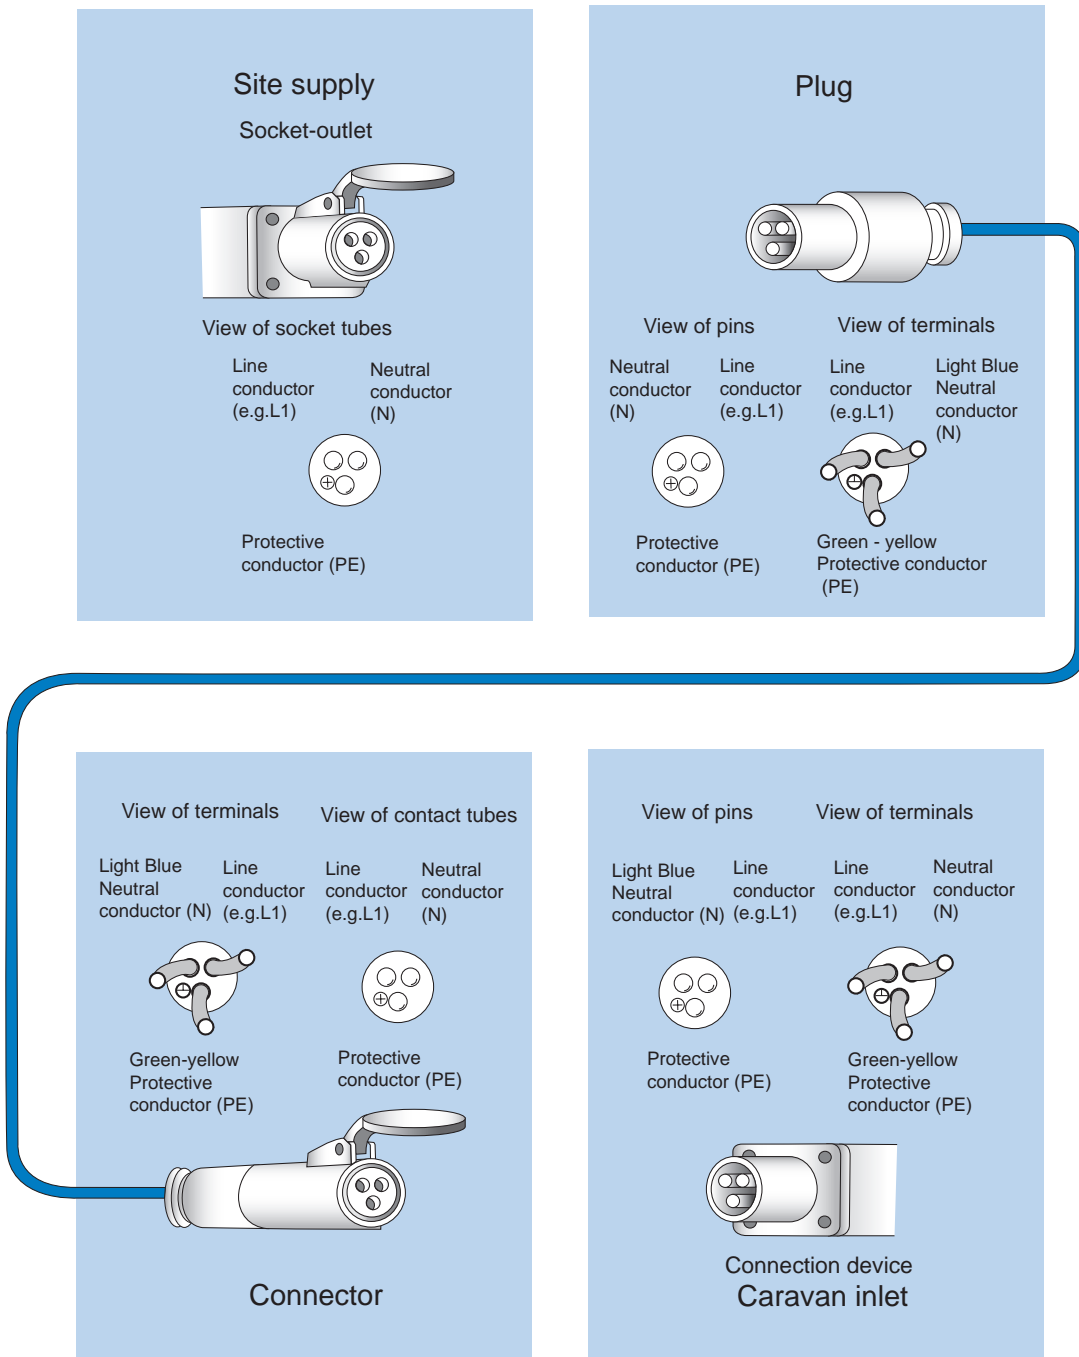 Site supply
Socket-outlet
View of socket tubes
Line
conductor
(e.g.L1)
Neutral
conductor
(N)
Protective
conductor (PE)
Plug
View of pins
View of terminals
Neutral
conductor
(N)
Line
conductor
(e.g.L1)
Line
conductor
(e.g.L1)
Light Blue
Neutral
conductor
(N)
Protective
conductor (PE)
Green - yellow
Protective conductor
(PE)
View of terminals
View of contact tubes
Light Blue
Neutral
conductor (N)
Line
conductor
(e.g.L1)
Line
conductor
(e.g.L1)
Neutral
conductor
(N)
Green-yellow
Protective
conductor (PE)
Protective
conductor (PE)
Connector
View of pins
View of terminals
Light Blue
Neutral
conductor (N)
Line
conductor
(e.g.L1)
Line
conductor
(e.g.L1)
Neutral
conductor
(N)
Protective
conductor (PE)
Green-yellow
Protective
conductor (PE)
Connection device
Caravan inlet